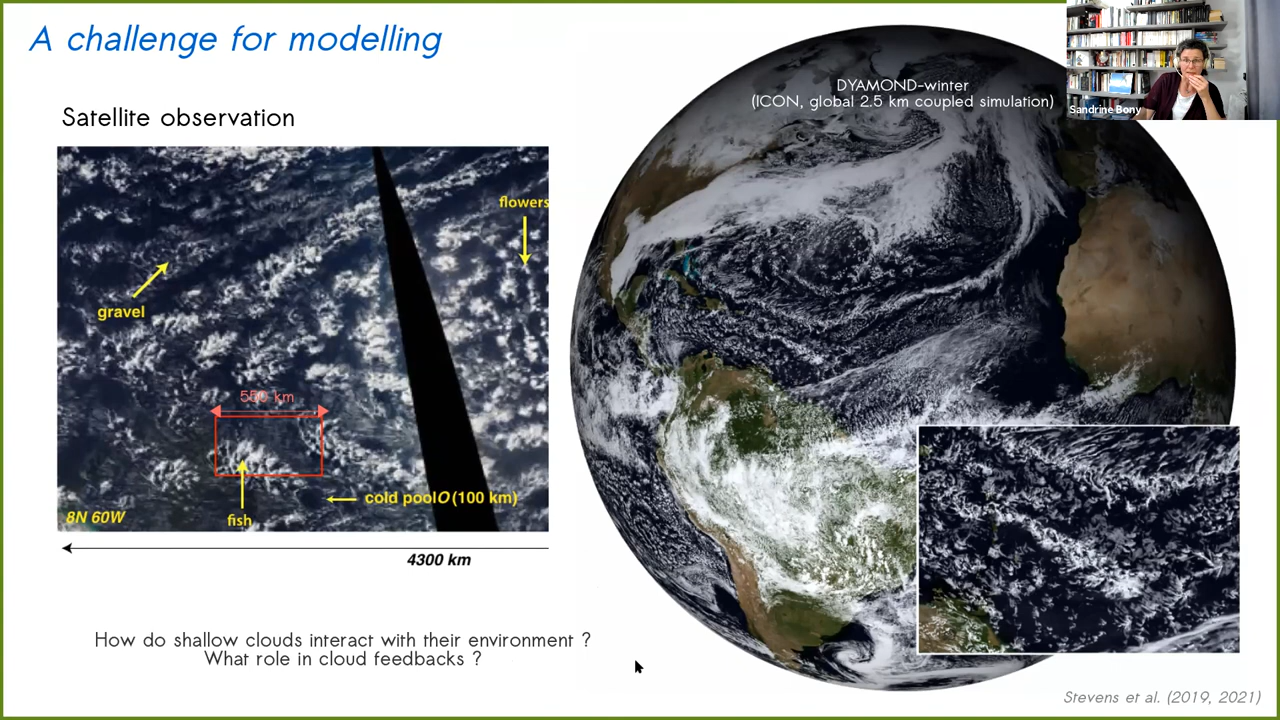 A challenge for modelling
Satellite observation
flowers
gravel
550 km
cold pool O (100 km)
8N 60W
fish
4300 km
How do shallow clouds interact with their environment ?
What role in cloud feedbacks ?
DYAMOND-winter
(ICON, global 2.5 km coupled simulation)
Sandrine Bony
Stevens et al. (2019, 2021)